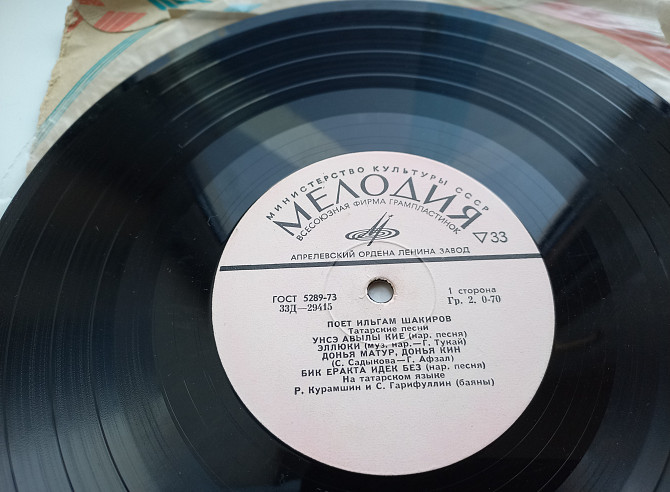 МИНИСТЕРСТВО КУЛЬТУРЫ СССР
МЕЛОДИЯ
ВСЕСОЮЗНАЯ ФИРМА ГРАМПЛАСТИНОК
▽33
АПРЕЛЕВСКИЙ ОРДЕНА ЛЕНИНА ЗАВОД
ГОСТ 5289-73
33Д—29415
1 сторона
Гр. 2. 0-70
ПОЕТ ИЛЬГАМ ШАКИРОВ
Татарские песни
УНСЭ АВЫЛЫ КИЕ (нар. песня)
ЭЛЛЮКИ (муз. нар.—Г. Тукай)
ДОНЬЯ МАТУР, ДОНЬЯ КИН
(С. Садыкова—Г. Афзал)
БИК ЕРАКТА ИДЕК БЕЗ (нар. песня)
На татарском языке
Р. Курамшин и С. Гарифуллин (баяны)